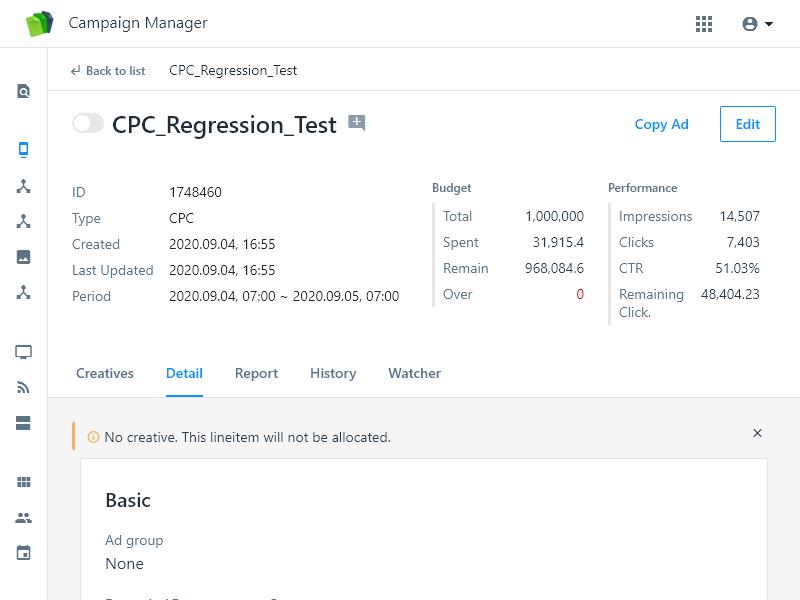 Campaign Manager
Back to list
CPC_Regression_Test
CPC_Regression_Test
Copy Ad
Edit
ID 1748460
Type CPC
Created 2020.09.04, 16:55
Last Updated 2020.09.04, 16:55
Period 2020.09.04, 07:00 ~ 2020.09.05, 07:00
Budget
Total 1,000,000
Spent 31,915.4
Remain 968,084.6
Over 0
Performance
Impressions 14,507
Clicks 7,403
CTR 51.03%
Remaining 48,404.23
Click.
Creatives Detail Report History Watcher
No creative. This lineitem will not be allocated.
Basic
Ad group
None